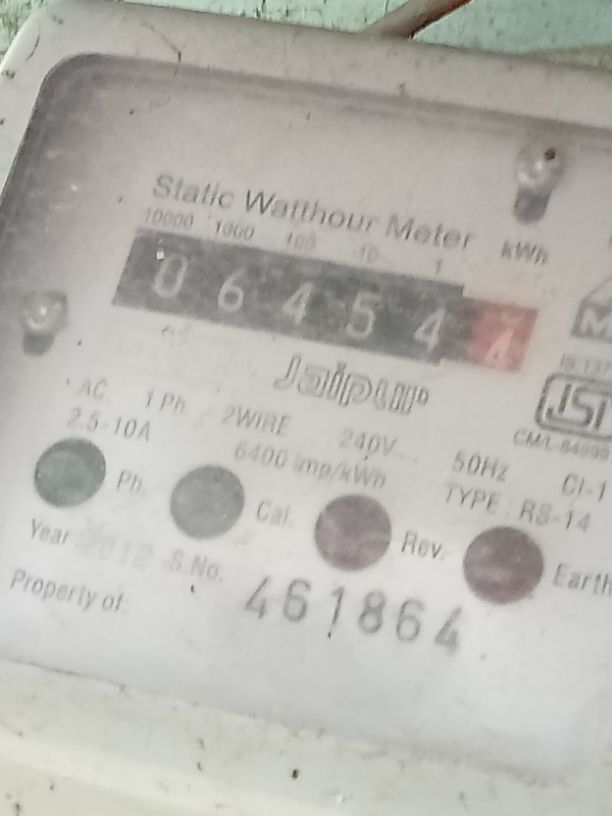 Static Watthour Meter
10000 1000 100 10 1 kWh
0 6 4 5 4 4
Jaipur
AC. 1 Ph. 2WIRE 240V.. 50Hz Cl-1
2.5-10A 6400 imp/kWh TYPE : RS-14
ISI
Ph. Cal. Rev. Earth
Year 2012 S.No. 461864
Property of: